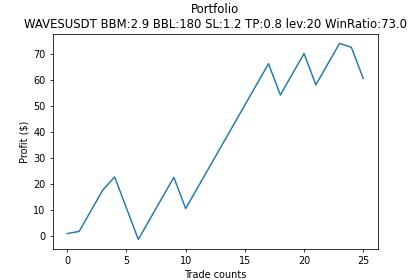 Portfolio
WAVESUSDT BBM:2.9 BBL:180 SL:1.2 TP:0.8 lev:20 WinRatio:73.0
70
60
50
40
30
20
10
0
Profit ($)
0 5 10 15 20 25
Trade counts